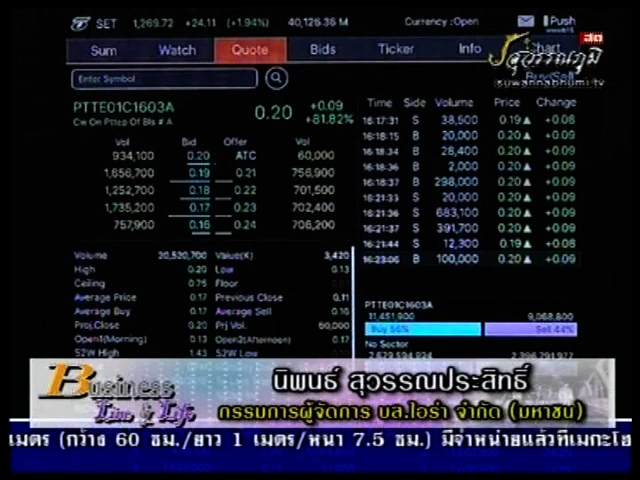 SET 1,269.72 +24.11 (+1.94%) 40,126.36 M Currency :Open Push
Sum Watch Quote Bids Ticker Info Chart
สุวรรณภูมิ สด
Enter Symbol Buy/Sell
suwannabhumi.tv
PTTE01C1603A 0.20 +0.09
+81.82%
Cw On Pttep Of Bls # A
Vol Bid Offer Vol
934,100 0.20 ATC 60,000
1,656,700 0.19 0.21 756,900
1,252,700 0.18 0.22 701,500
1,735,200 0.17 0.23 702,400
757,900 0.16 0.24 706,200
Time Side Volume Price Change
16:17:31 S 38,500 0.19▲ +0.08
16:18:15 B 20,000 0.20▲ +0.09
16:18:34 B 28,400 0.20▲ +0.09
16:18:36 B 2,000 0.20▲ +0.09
16:18:37 B 298,000 0.20▲ +0.09
16:21:33 S 20,000 0.20▲ +0.09
16:21:36 S 683,100 0.20▲ +0.09
16:21:37 S 391,700 0.20▲ +0.09
16:21:44 S 12,300 0.19▲ +0.08
16:23:06 B 100,000 0.20▲ +0.09
Volume 20,520,700 Value(K) 3,420
High 0.20 Low 0.13
Ceiling 0.75 Floor
Average Price 0.17 Previous Close 0.11
Average Buy 0.17 Average Sell 0.16
Proj.Close 0.20 Prj Vol. 60,000
Open1(Morning) 0.13 Open2(Afternoon) 0.17
52W High 1.43 52W Low
PTTE01C1603A
11,451,900 9,068,800
Buy 56% Sell 44%
No Sector
Business
Line & Life
นิพนธ์ สุวรรณประสิทธิ์
กรรมการผู้จัดการ บล.ไอร่า จำกัด (มหาชน)
เมตร (กว้าง 60 ซม./ยาว 1 เมตร/หนา 7.5 ซม.) มีจำหน่ายแล้วที่เมกะโฮ